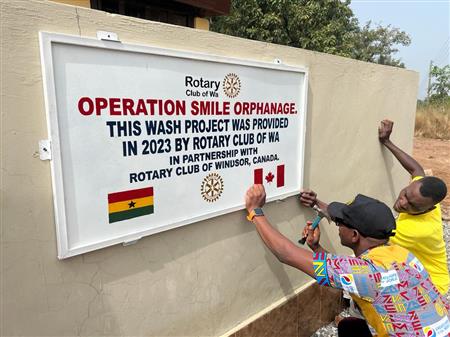 Rotary
Club of Wa
OPERATION SMILE ORPHANAGE.
THIS WASH PROJECT WAS PROVIDED
IN 2023 BY ROTARY CLUB OF WA
IN PARTNERSHIP WITH
ROTARY CLUB OF WINDSOR, CANADA.